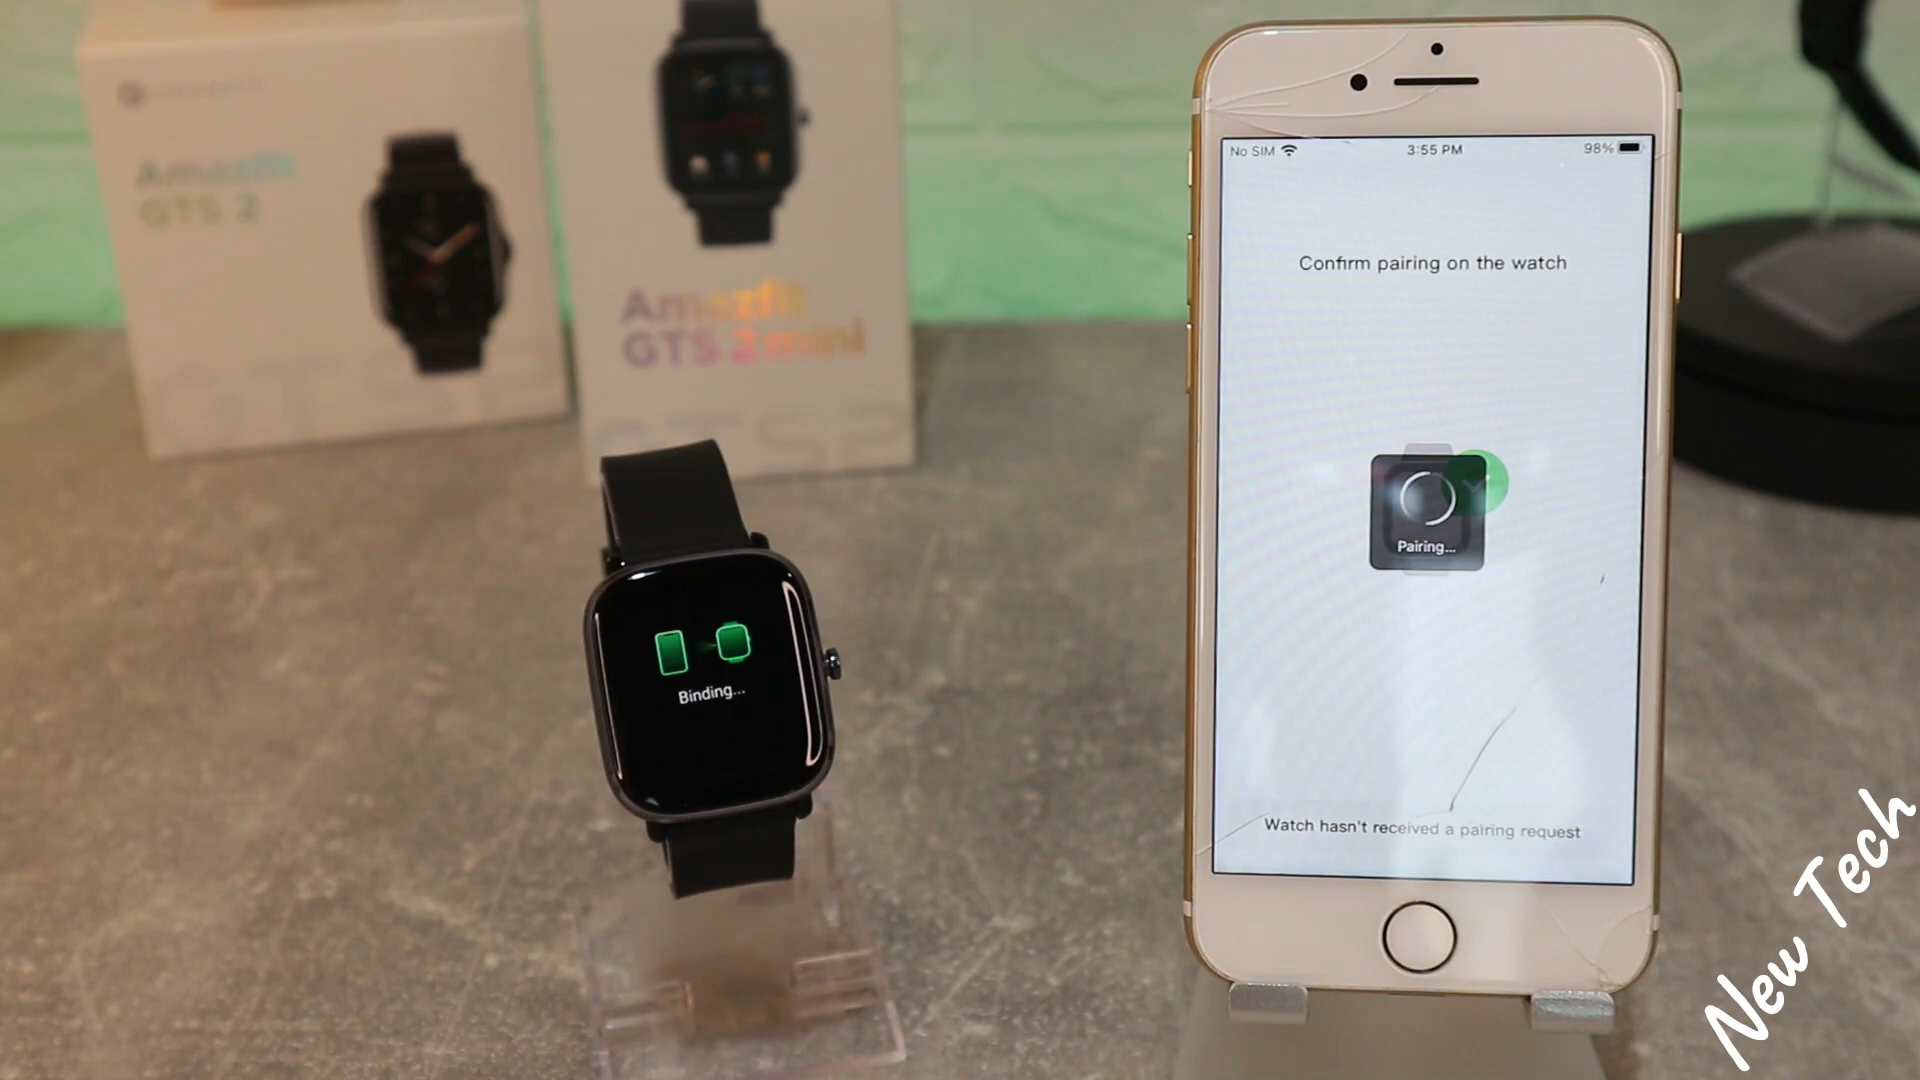 Amazfit
GTS 2
Amazfit
GTS 2 mini
Binding...
No SIM
3:55 PM
98%
Confirm pairing on the watch
Pairing...
Watch hasn't received a pairing request
New Tech